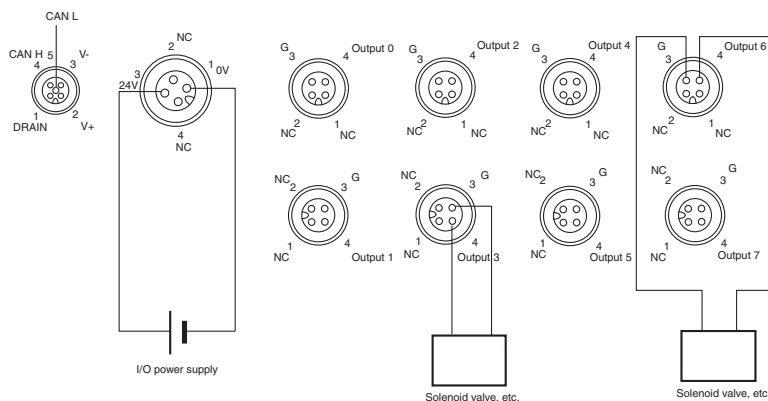 CAN L
CAN H 5 V-
4 3
1 2
DRAIN V+
NC
2
3 1 0V
24V
4
NC
I/O power supply
G 3 4 Output 0
NC 2 1 NC
G 3 4 Output 2
NC 2 1 NC
G 3 4 Output 4
NC 2 1 NC
G 3 4 Output 6
NC 2 1 NC
NC 2 3 G
1 NC 4 Output 1
NC 2 3 G
1 NC 4 Output 3
NC 2 3 G
1 NC 4 Output 5
NC 2 3 G
1 NC 4 Output 7
Solenoid valve, etc.
Solenoid valve, etc